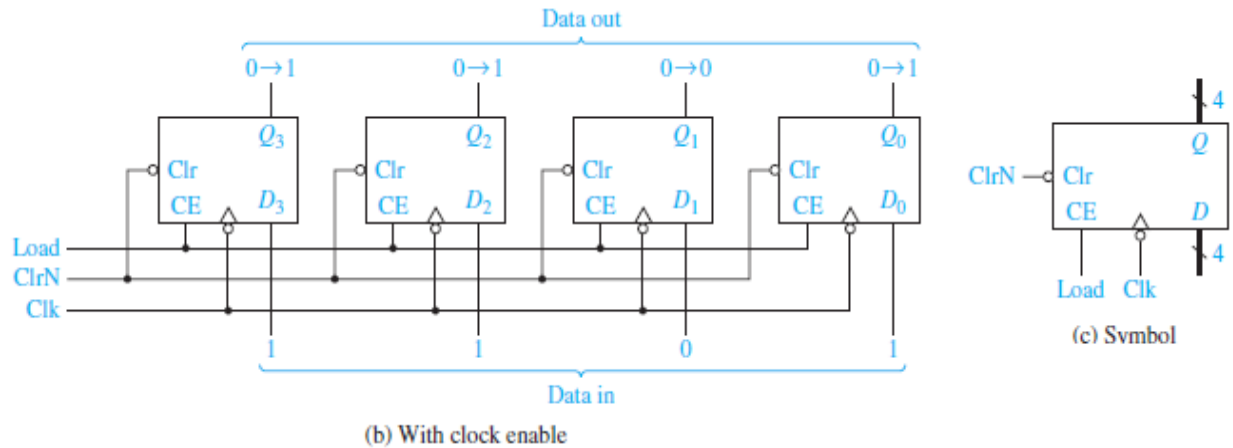 Data out
0→1 0→1 0→0 0→1
Q3 Q2 Q1 Q0
Clr Clr Clr Clr
CE D3 CE D2 CE D1 CE D0
Load
ClrN
Clk
1 1 0 1
Data in
(b) With clock enable
4
Q
ClrN Clr
CE D
4
Load Clk
(c) Symbol